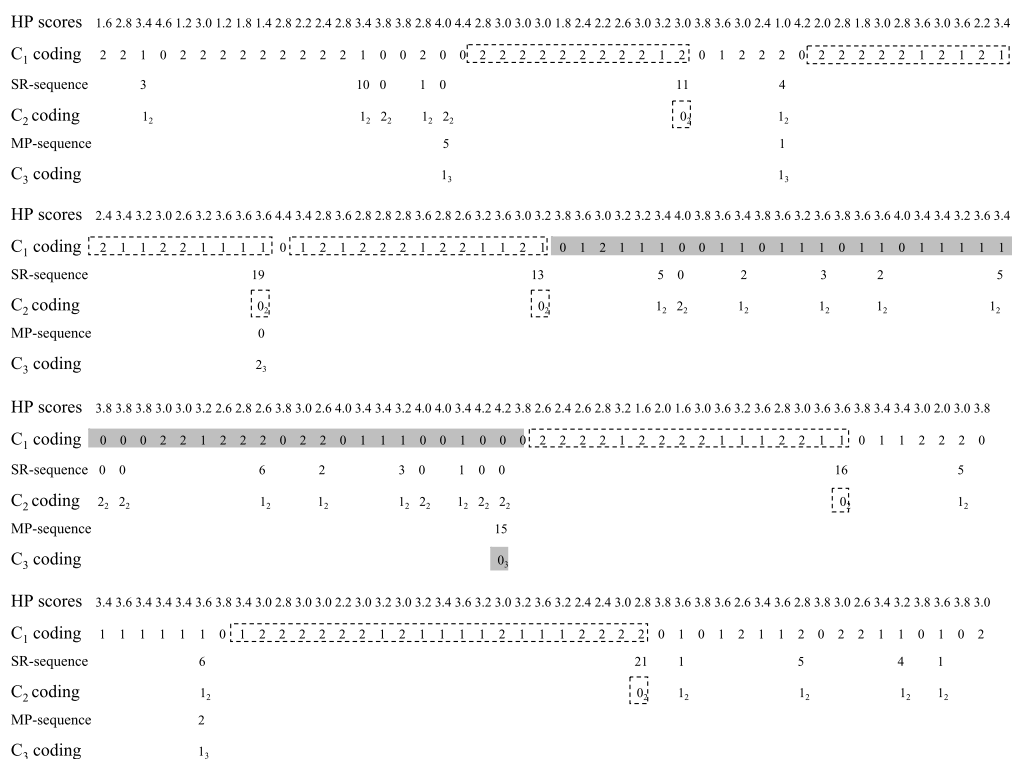 HP scores 1.6 2.8 3.4 4.6 1.2 3.0 1.2 1.8 1.4 2.8 2.2 3.0 2.6 3.4 3.8 3.8 2.8 4.0 4.4 2.8 3.0 3.0 3.0 1.8 2.4 2.2 2.6 3.0 3.2 3.0 3.8 3.6 3.0 2.4 1.0 4.2 2.0 2.8 1.8 3.0 2.8 3.6 3.0 3.6 2.2 3.4
C1 coding 2 2 1 0 2 2 2 2 2 2 2 2 2 1 0 0 2 0 0 2 2 2 2 2 2 2 2 2 1 2 0 1 2 2 2 0 2 2 2 2 2 1 2 1 2 1
SR-sequence 3 10 0 1 0 11 4
C2 coding 12 12 22 12 22 02 12
MP-sequence 5 1
C3 coding 13 13
HP scores 2.4 3.4 3.2 3.0 2.6 3.2 3.6 3.6 3.6 4.4 3.4 2.8 3.6 2.8 3.8 3.6 3.0 3.2 3.2 3.4 4.0 3.8 3.6 3.4 3.8 3.6 3.2 3.8 3.6 3.8 3.6 4.0 3.4 3.4 3.2 3.6 3.4
C1 coding 2 1 1 2 2 1 1 1 1 0 1 2 1 2 2 2 1 2 2 1 1 2 1 0 1 2 1 1 1 0 0 1 1 0 1 1 1 0 1 1 0 1 1 1 1 1
SR-sequence 19 13 5 0 2 3 2 5
C2 coding 02 02 12 22 12 12 12 12
MP-sequence 0
C3 coding 23
HP scores 3.8 3.8 3.8 3.0 3.0 3.2 2.6 2.8 2.6 3.8 3.0 2.6 4.0 3.4 3.4 3.2 4.0 4.0 3.4 4.2 4.2 3.8 2.6 2.4 2.6 2.8 3.2 1.6 2.0 1.6 3.0 3.6 3.2 3.6 3.0 3.0 3.6 3.6 3.8 3.4 3.4 3.0 2.0 3.0 3.8
C1 coding 0 0 0 2 2 1 2 2 2 0 2 2 0 1 1 1 0 0 1 0 0 0 2 2 2 2 1 2 2 2 2 1 1 1 2 2 1 1 0 1 1 2 2 2 0
SR-sequence 0 0 6 2 3 0 1 0 0 16 5
C2 coding 22 22 12 12 12 22 12 22 22 02 12
MP-sequence 15
C3 coding 03
HP scores 3.4 3.6 3.4 3.4 3.4 3.6 3.8 3.4 3.0 2.8 3.0 3.0 2.2 3.0 3.2 3.0 3.2 3.4 3.6 3.2 3.0 3.2 3.6 3.2 2.6 2.4 3.0 2.8 3.8 3.6 3.8 3.6 2.6 3.4 3.6 2.8 3.8 2.6 3.0 3.4 3.2 3.8 3.6 3.8 3.0
C1 coding 1 1 1 1 1 1 0 1 2 2 2 2 2 2 1 2 1 1 1 1 1 2 1 1 1 2 2 2 2 0 1 0 1 2 1 1 2 0 2 2 1 1 0 1 0 2
SR-sequence 6 21 1 5 4 1
C2 coding 12 02 12 12 12 12
MP-sequence 2
C3 coding 13